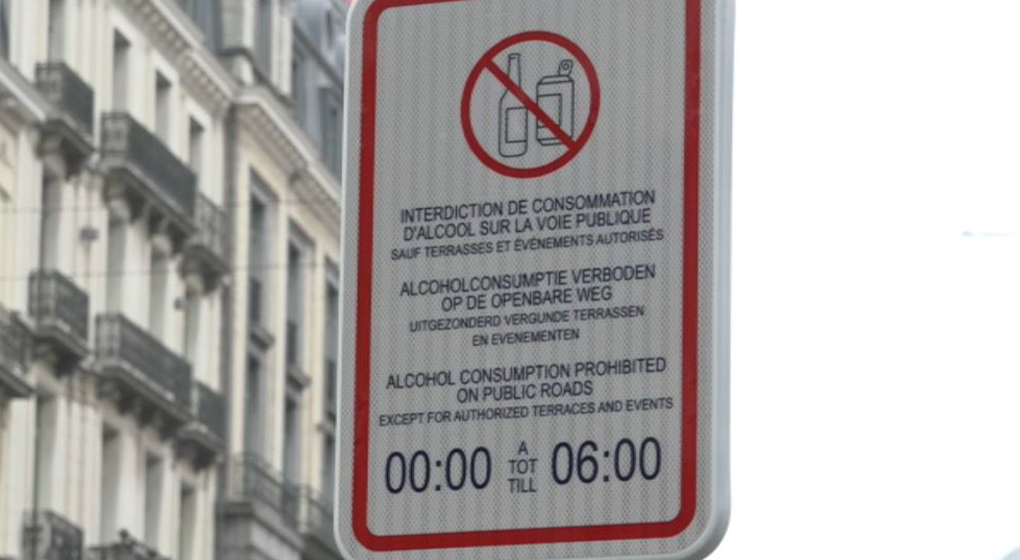 INTERDICTION DE CONSOMMATION
D'ALCOOL SUR LA VOIE PUBLIQUE
SAUF TERRASSES ET ÉVÉNEMENTS AUTORISÉS
ALCOHOLCONSUMPTIE VERBODEN
OP DE OPENBARE WEG
UITGEZONDERD VERGUNDE TERRASSEN
EN EVENEMENTEN
ALCOHOL CONSUMPTION PROHIBITED
ON PUBLIC ROADS
EXCEPT FOR AUTHORIZED TERRACES AND EVENTS
00:00 A TOT TILL 06:00